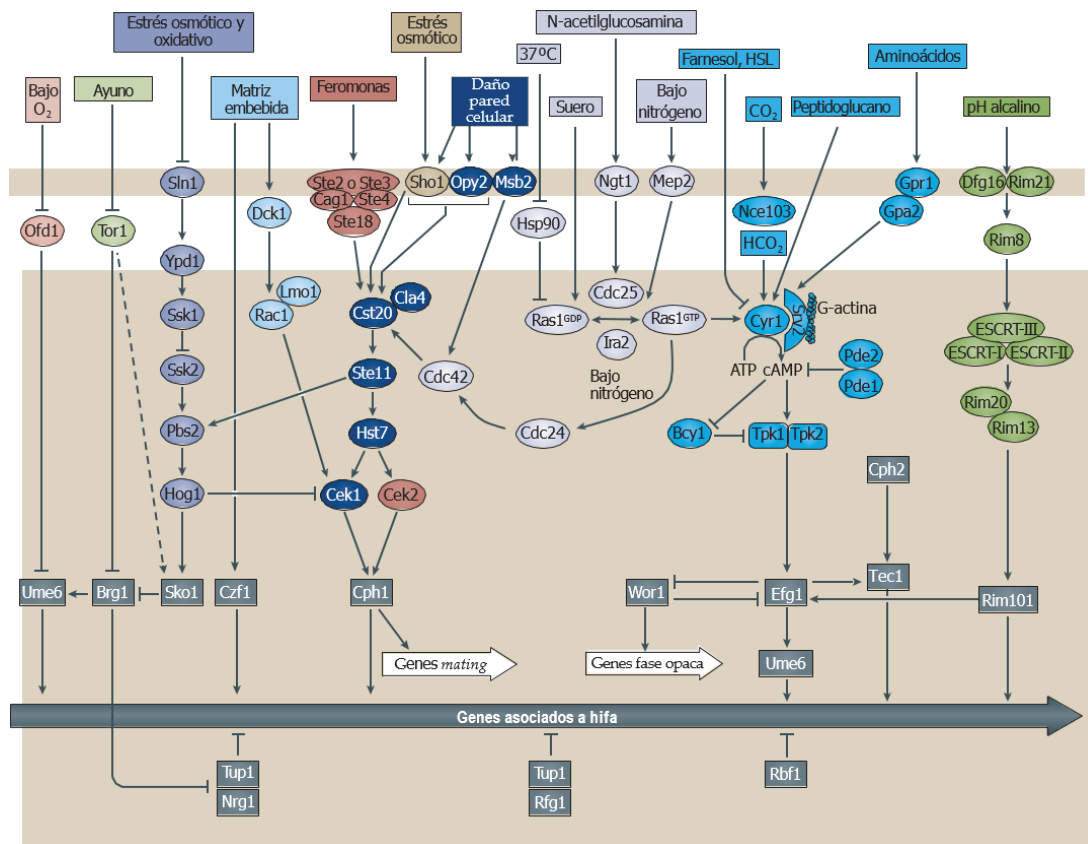 Estrés osmótico y
oxidativo
Estrés
osmótico
N-acetilglucosamina
37ºC
Farnesol, HSL
Aminoácidos
Bajo
O2
Ayuno
Matriz
embebida
Feromonas
Daño
pared
celular
Suero
Bajo
nitrógeno
CO2
Peptidoglucano
pH alcalino
Sln1
Ste2 o Ste3
Cag1
Ste4
Ste18
Sho1
Opy2
Msb2
Ngt1
Mep2
Gpr1
Gpa2
Dfg16
Rim21
Ofd1
Tor1
Dck1
Hsp90
Nce103
HCO2
Rim8
Ypd1
Lmo1
Rac1
Cst20
Cla4
Cdc25
Ras1GDP
Ras1GTP
Ira2
Cyr1
Srv2
G-actina
Ssk1
Ssk2
Ste11
Cdc42
Bajo
nitrógeno
ATP
cAMP
Pde2
Pde1
ESCRT-III
ESCRT-I
ESCRT-II
Pbs2
Hst7
Cdc24
Bcy1
Tpk1
Tpk2
Rim20
Rim13
Hog1
Cek1
Cek2
Cph2
Ume6
Brg1
Sko1
Czf1
Cph1
Wor1
Efg1
Tec1
Rim101
Genes mating
Genes fase opaca
Ume6
Genes asociados a hifa
Tup1
Nrg1
Tup1
Rfg1
Rbf1